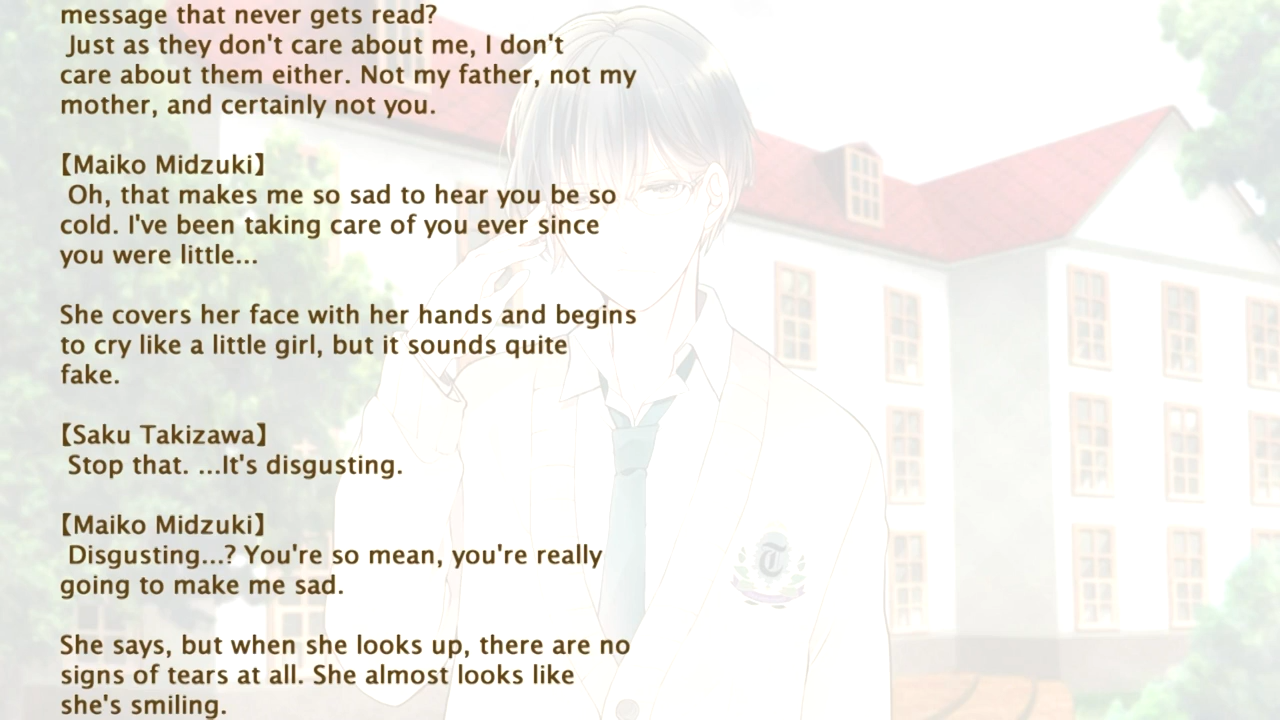 message that never gets read?
Just as they don't care about me, I don't
care about them either. Not my father, not my
mother, and certainly not you.
【Maiko Midzuki】
Oh, that makes me so sad to hear you be so
cold. I've been taking care of you ever since
you were little...
She covers her face with her hands and begins
to cry like a little girl, but it sounds quite
fake.
【Saku Takizawa】
Stop that. ...It's disgusting.
【Maiko Midzuki】
Disgusting...? You're so mean, you're really
going to make me sad.
She says, but when she looks up, there are no
signs of tears at all. She almost looks like
she's smiling.
T